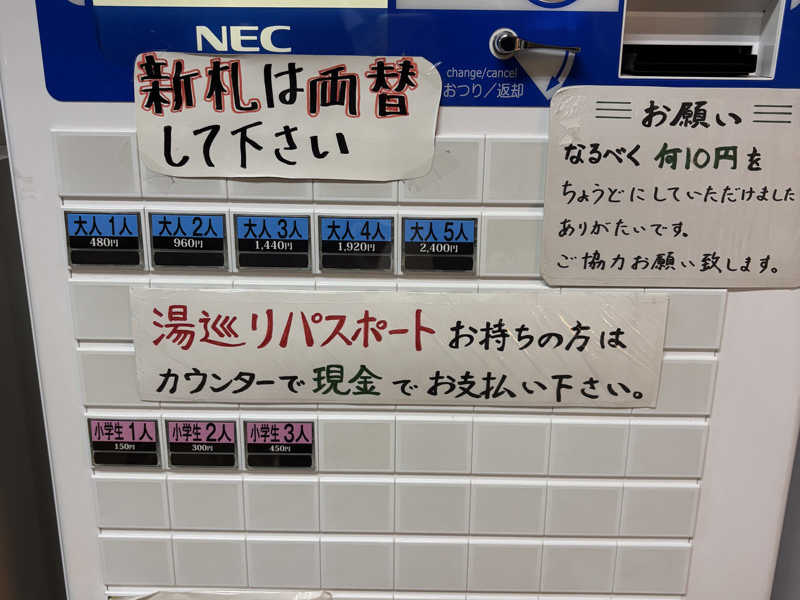 NEC
change/cancel
おつり／返却
新札は両替
して下さい
お願い
なるべく 何10円を
ちょうどにしていただけました
ありがたいです。
ご協力お願い致します。
大人 1人 大人 2人 大人 3人 大人 4人 大人 5人
480円 960円 1,440円 1,920円 2,400円
湯巡リパスポートお持ちの方は
カウンターで現金でお支払い下さい。
小学生 1人 小学生 2人 小学生 3人
150円 300円 450円